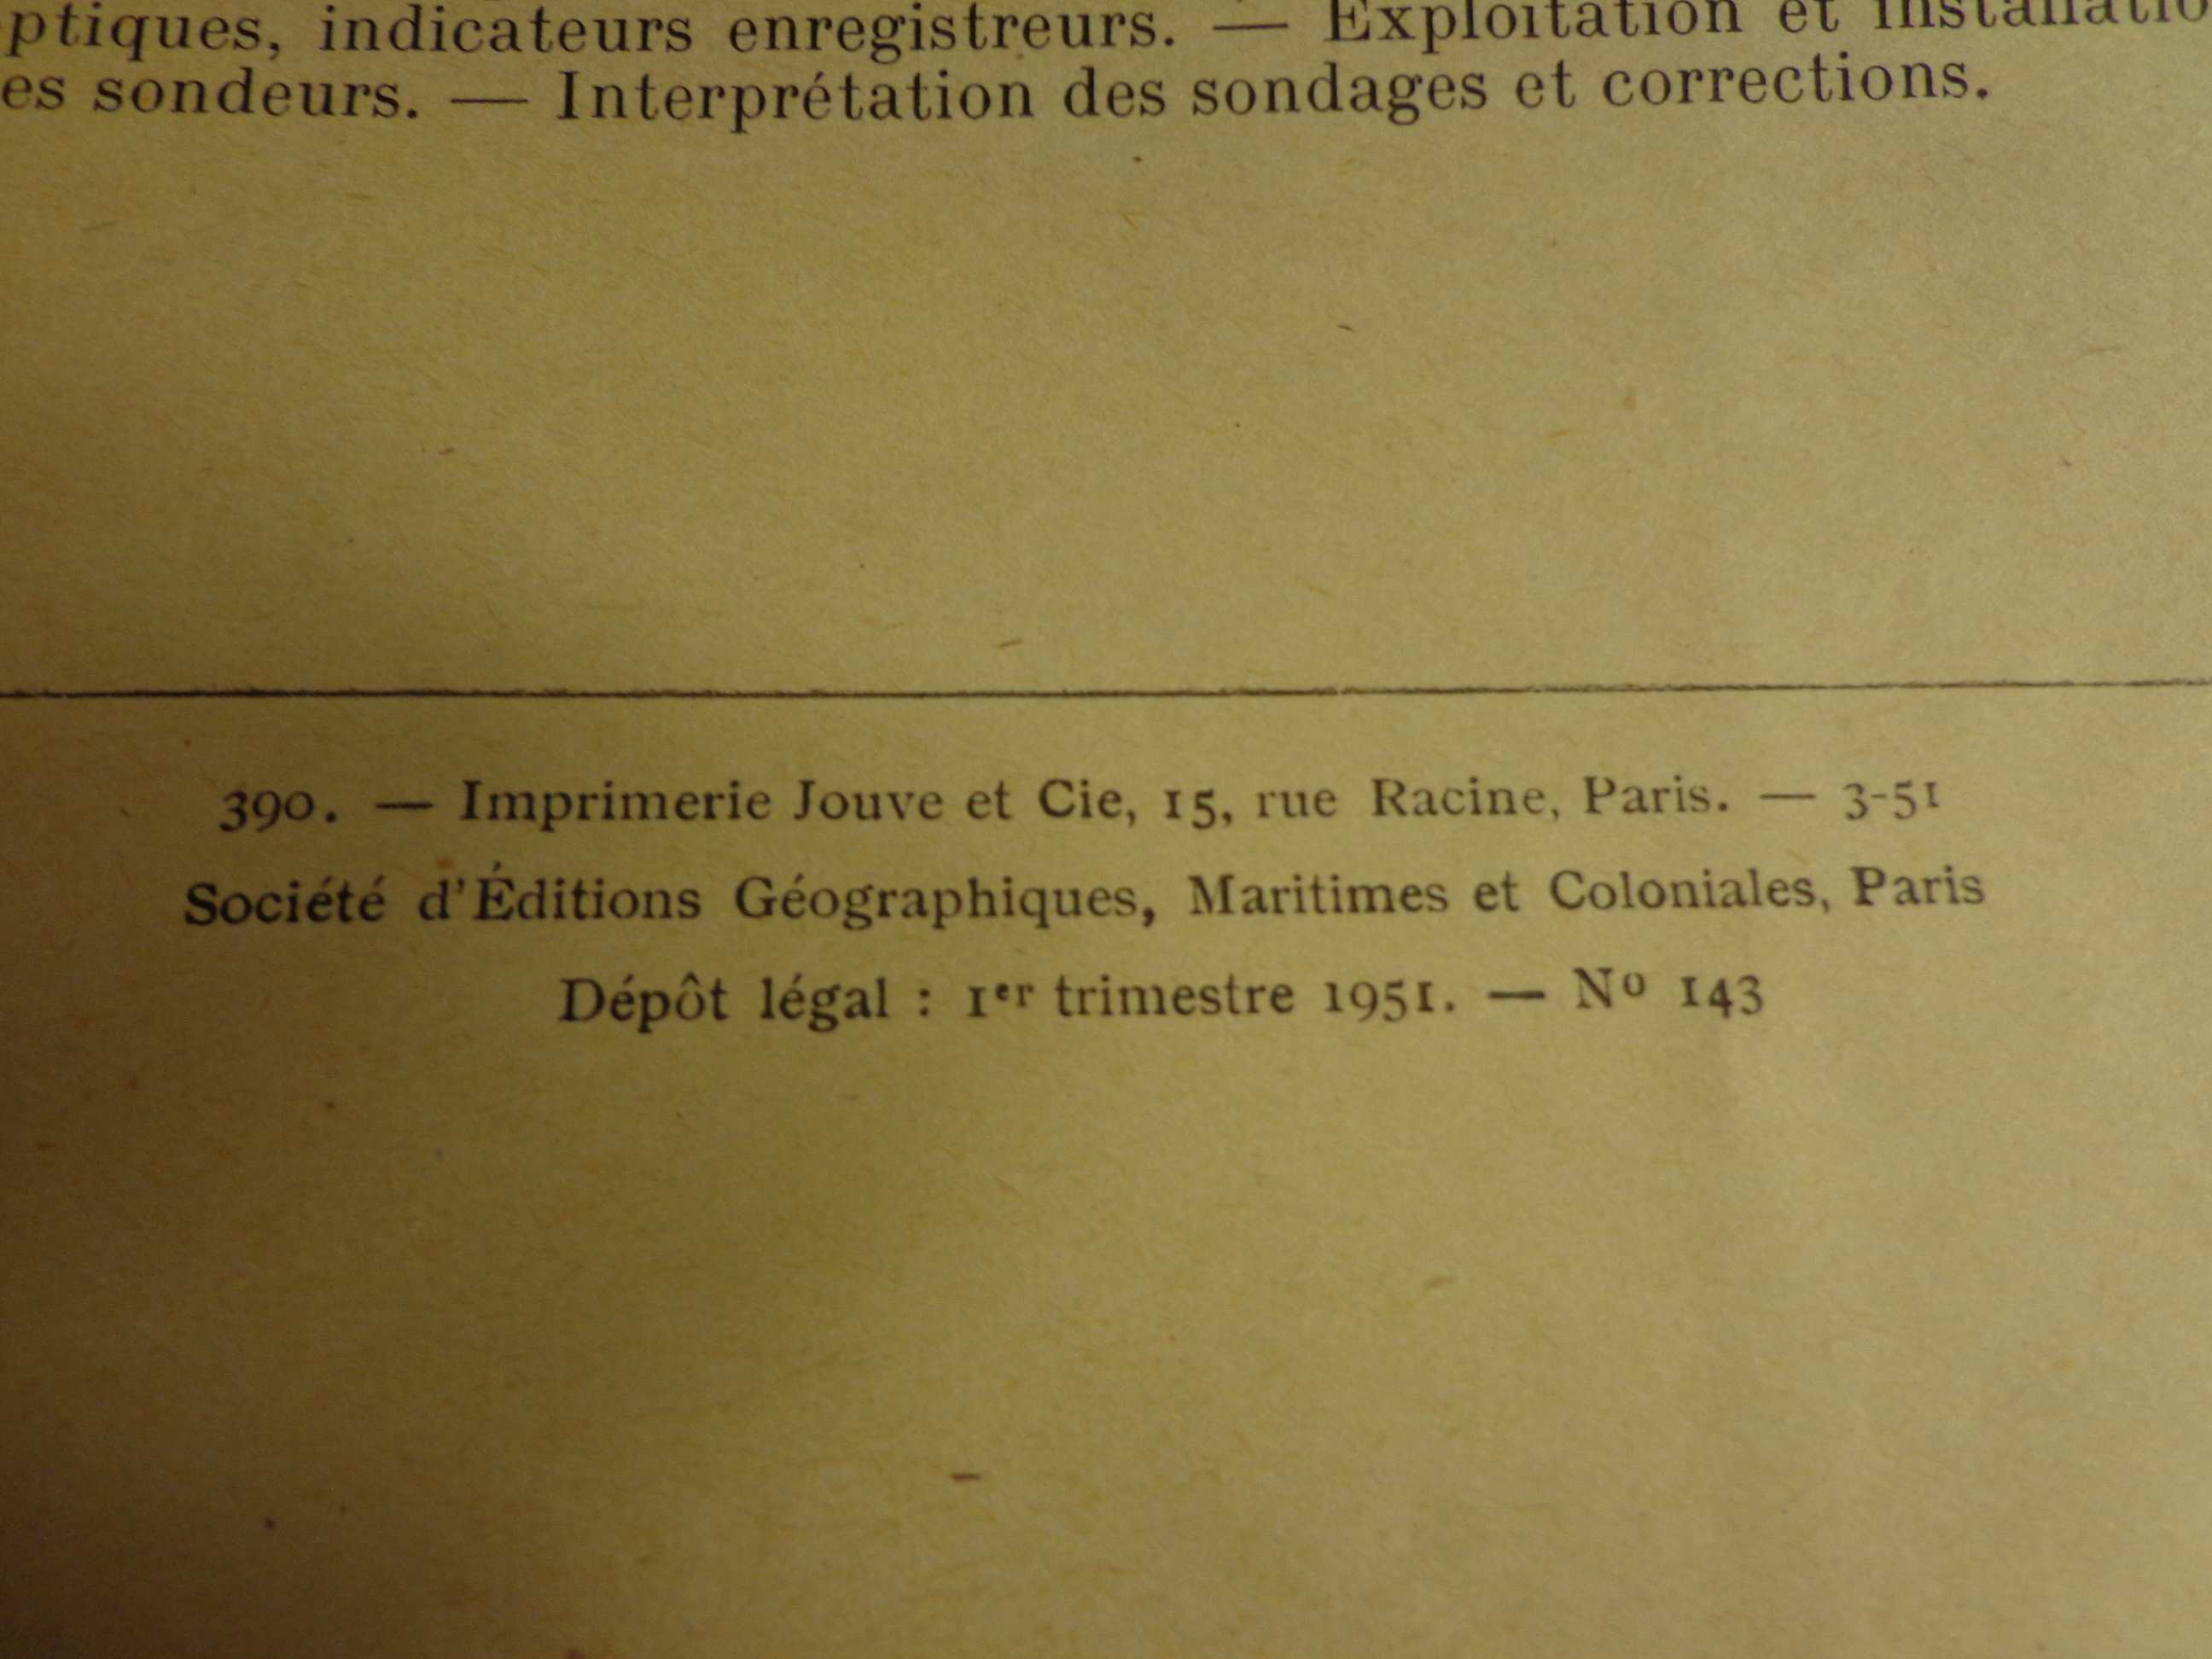 ptiques, indicateurs enregistreurs. — Exploitation et installatio
es sondeurs. — Interprétation des sondages et corrections.
390. — Imprimerie Jouve et Cie, 15, rue Racine, Paris. — 3-51
Société d'Éditions Géographiques, Maritimes et Coloniales, Paris
Dépôt légal : 1er trimestre 1951. — Nº 143